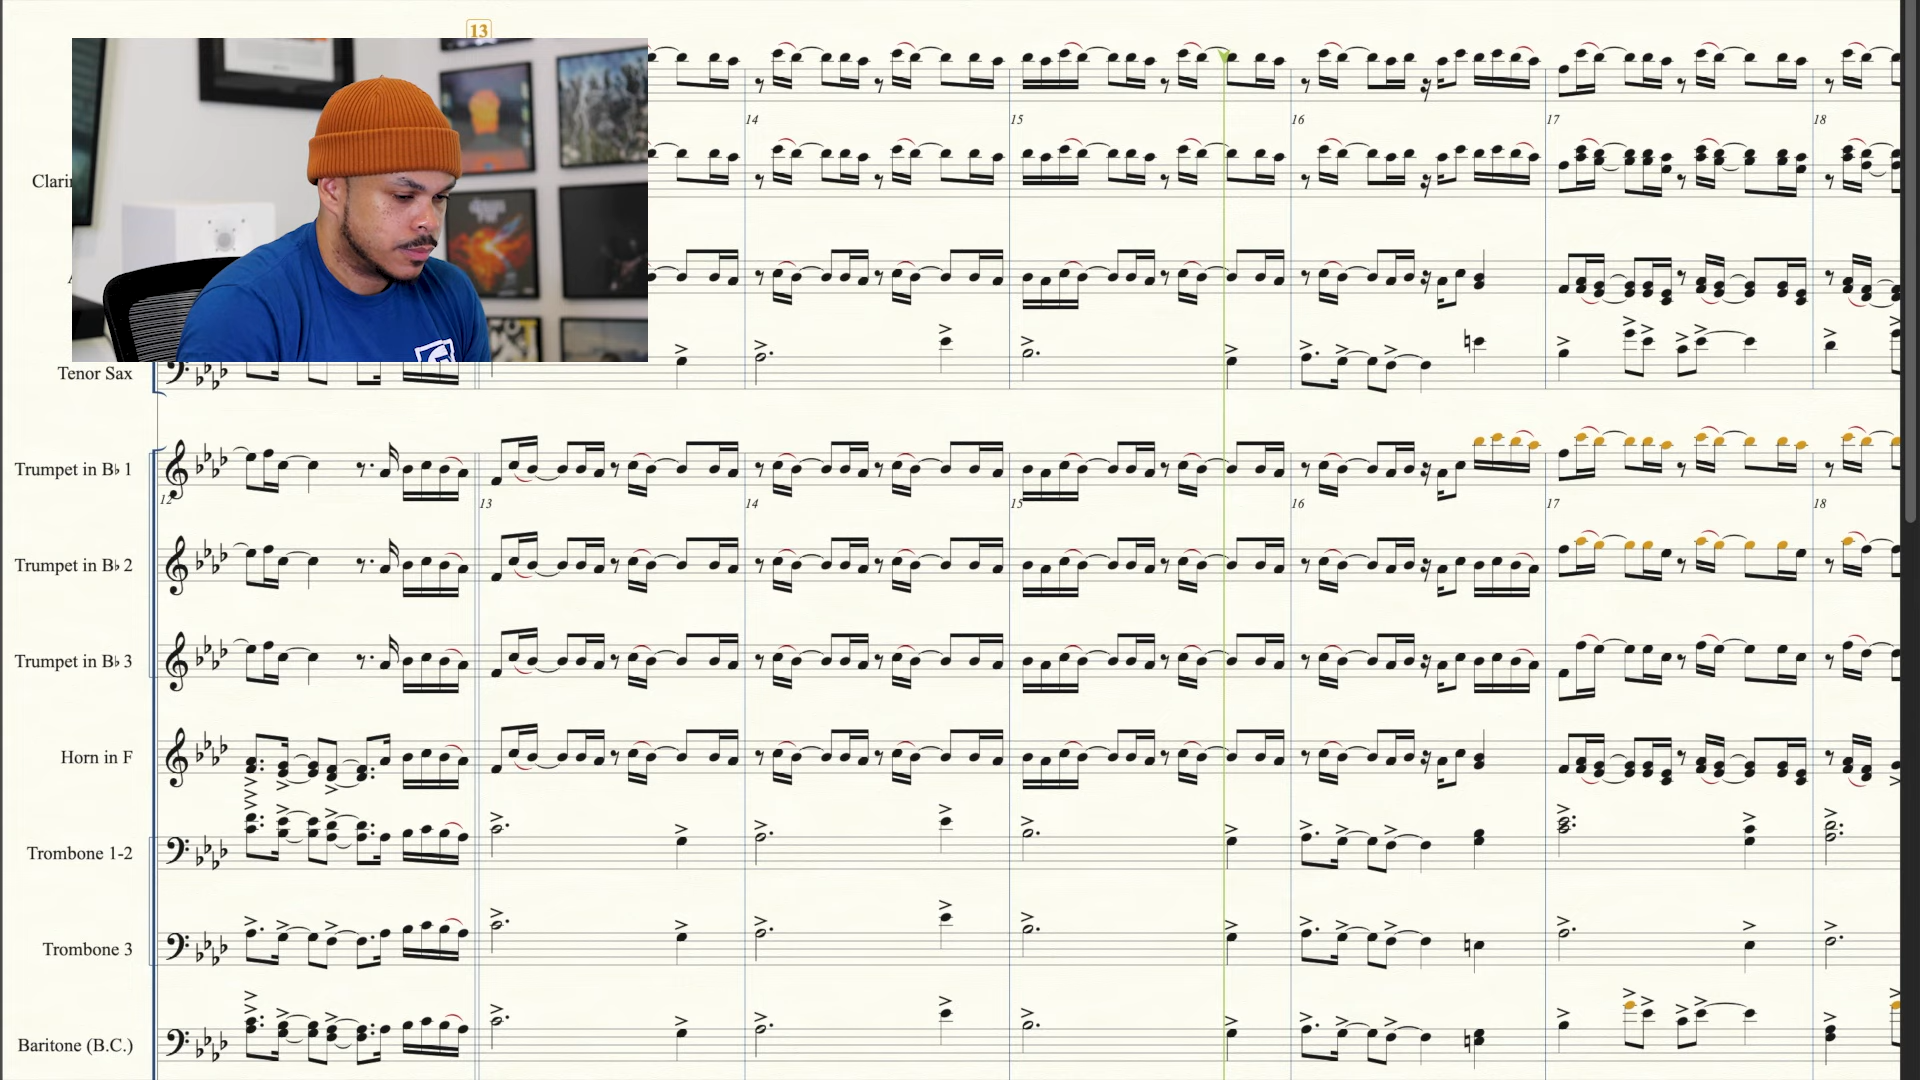 13
14
15
16
17
18
Tenor Sax
Trumpet in B♭ 1
12
13
14
15
16
17
18
Trumpet in B♭ 2
Trumpet in B♭ 3
Horn in F
Trombone 1-2
Trombone 3
Baritone (B.C.)